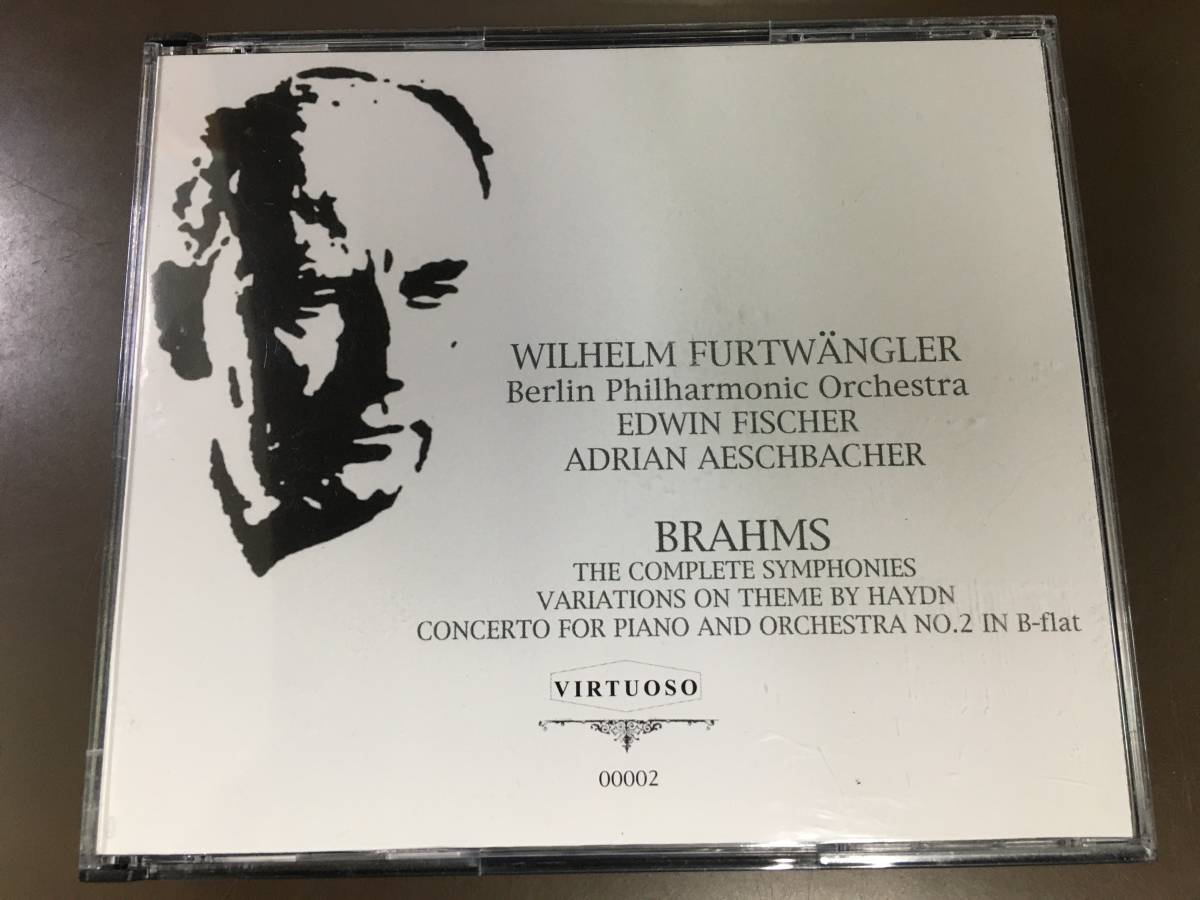 WILHELM FURTWÄNGLER
Berlin Philharmonic Orchestra
EDWIN FISCHER
ADRIAN AESCHBACHER
BRAHMS
THE COMPLETE SYMPHONIES
VARIATIONS ON THEME BY HAYDN
CONCERTO FOR PIANO AND ORCHESTRA NO.2 IN B-flat
VIRTUOSO
00002